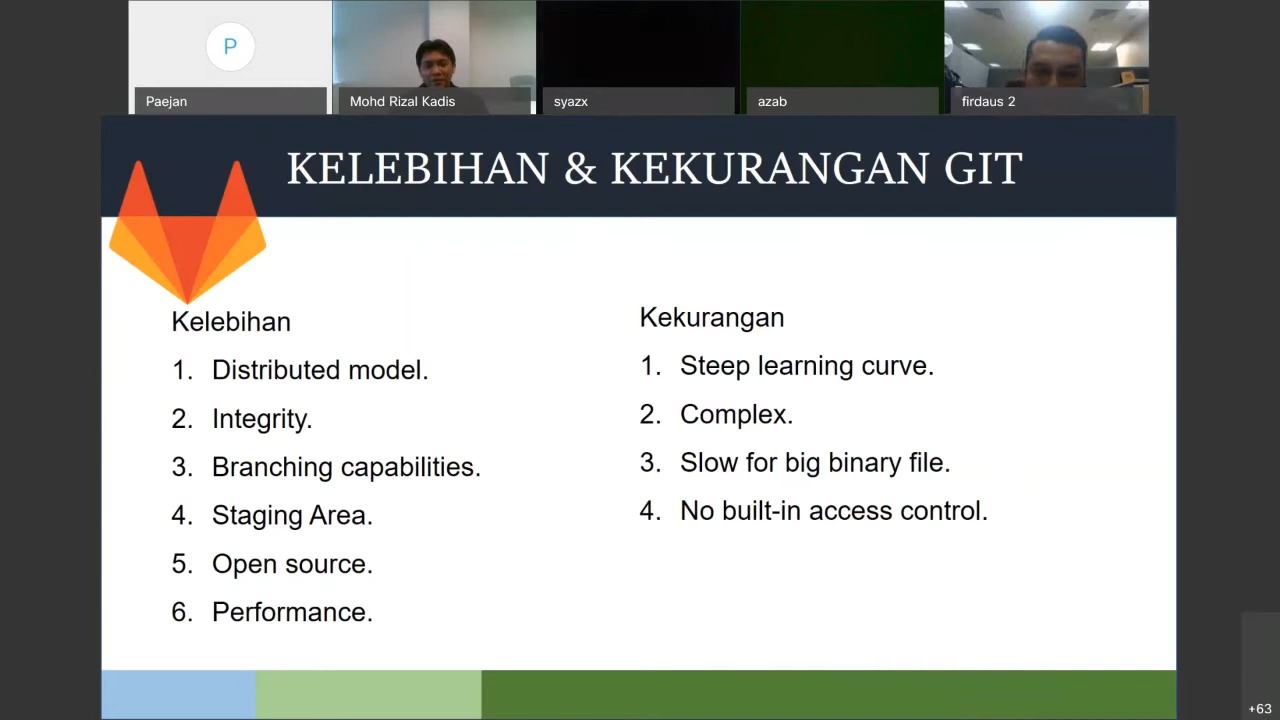 P
Paejan
Mohd Rizal Kadis
syazx
azab
firdaus 2
KELEBIHAN & KEKURANGAN GIT
Kelebihan
1. Distributed model.
2. Integrity.
3. Branching capabilities.
4. Staging Area.
5. Open source.
6. Performance.
Kekurangan
1. Steep learning curve.
2. Complex.
3. Slow for big binary file.
4. No built-in access control.
+63